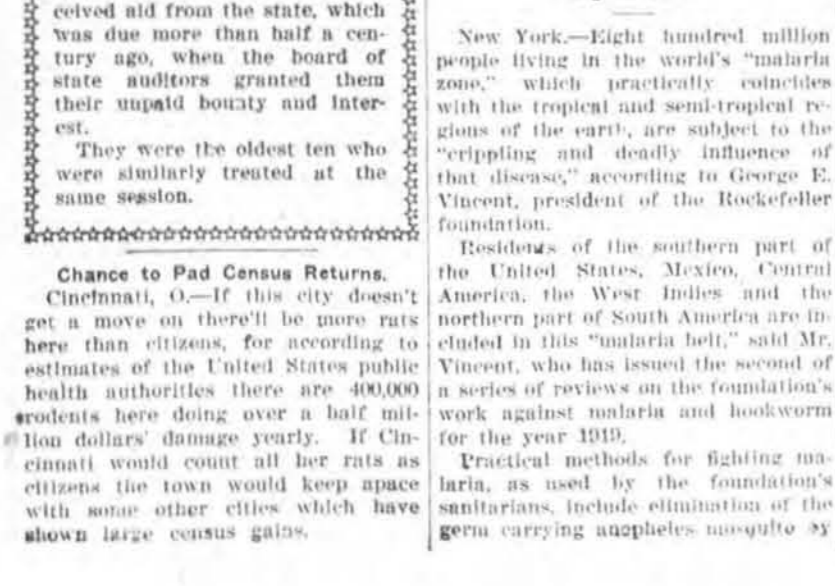 ceived aid from the state, which
was due more than half a cen-
tury ago, when the board of
state auditors granted them
their unpaid bounty and inter-
est.
They were the oldest ten who
were similarly treated at the
same session.
Chance to Pad Census Returns.
Cincinnati, O.—If this city doesn't
get a move on there'll be more rats
here than citizens, for according to
estimates of the United States public
health authorities there are 400,000
rodents here doing over a half mil-
lion dollars' damage yearly. If Cin-
cinnati would count all her rats as
citizens the town would keep apace
with some other cities which have
shown large census gains.
New York.—Eight hundred million
people living in the world's "malaria
zone," which practically coincides
with the tropical and semi-tropical re-
gions of the earth, are subject to the
"crippling and deadly influence of
that disease," according to George E.
Vincent, president of the Rockefeller
foundation.
Residents of the southern part of
the United States, Mexico, Central
America, the West Indies and the
northern part of South America are in-
cluded in this "malaria belt," said Mr.
Vincent, who has issued the second of
a series of reviews on the foundation's
work against malaria and hookworm
for the year 1919.
Practical methods for fighting ma-
laria, as used by the foundation's
sanitarians, include elimination of the
germ carrying anopheles mosquito by